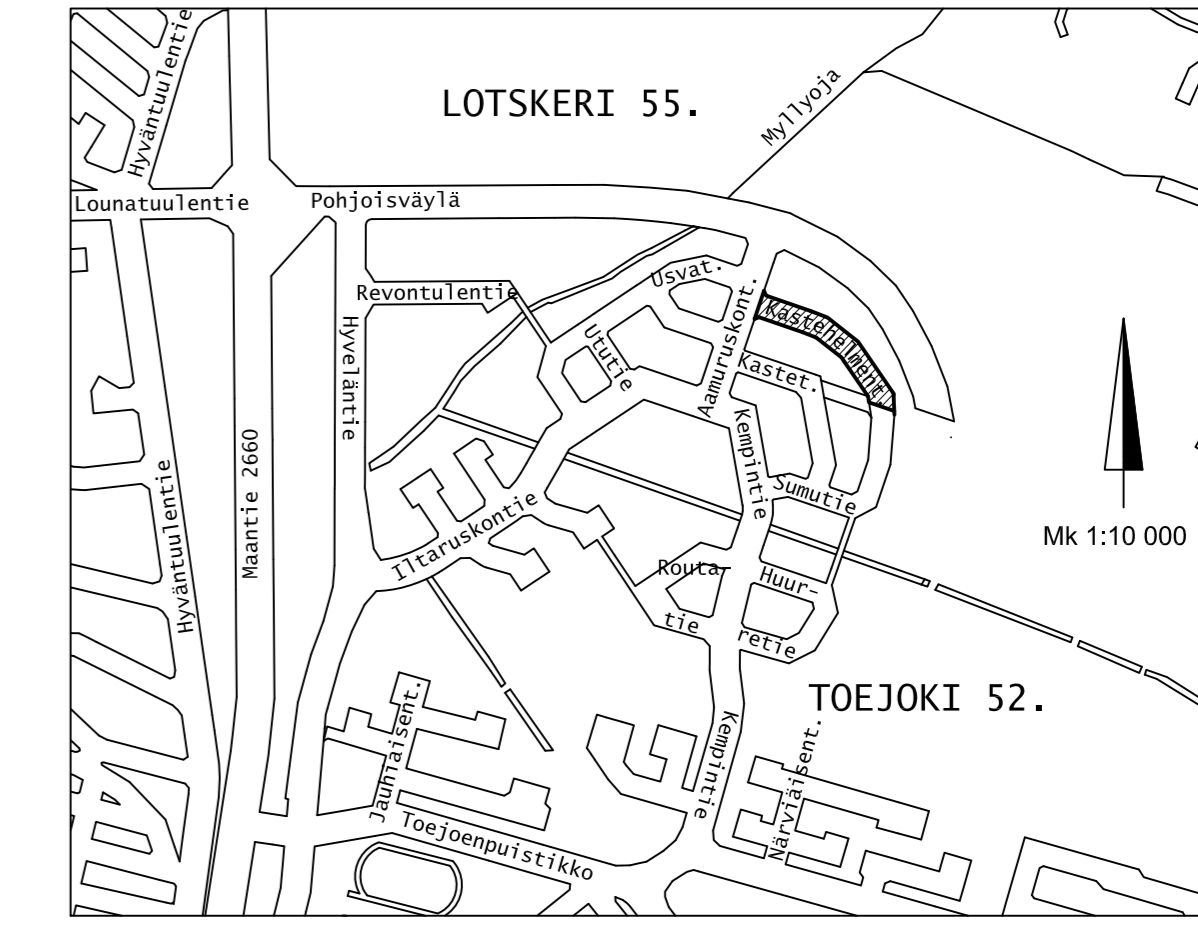 Hyväntuulentie
LOTSKERI 55.
Myllyoja
Lounatuulentie
Pohjoisväylä
Usvat.
Revontulentie
Kastehelment.
Aamuruskont.
Hyveläntie
Ututie
Kastet.
Kempintie
Maantie 2660
Sumutie
Iltaruskontie
Hyväntuulentie
Mk 1:10 000
Routa-
tie
Huur-
retie
TOEJOKI 52.
Jauhiaisent.
Kempintie
Närviäisent.
Toejoenpuistikko